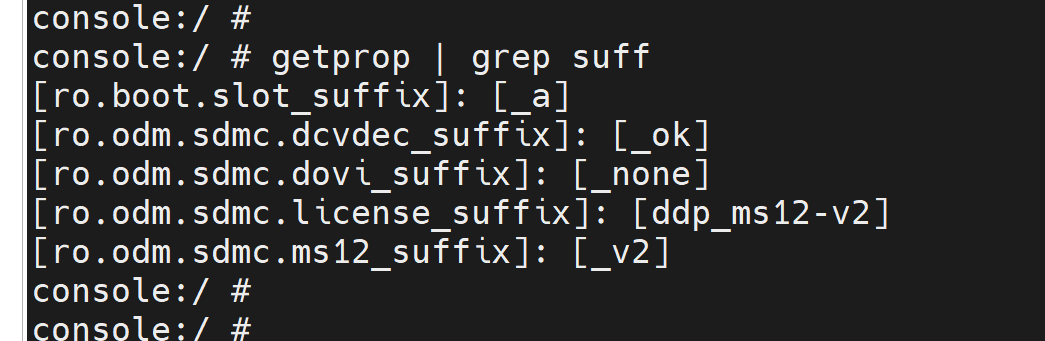 console:/ #
console:/ # getprop | grep suff
[ro.boot.slot_suffix]: [_a]
[ro.odm.sdmc.dcvdec_suffix]: [_ok]
[ro.odm.sdmc.dovi_suffix]: [_none]
[ro.odm.sdmc.license_suffix]: [ddp_ms12-v2]
[ro.odm.sdmc.ms12_suffix]: [_v2]
console:/ #
console:/ #